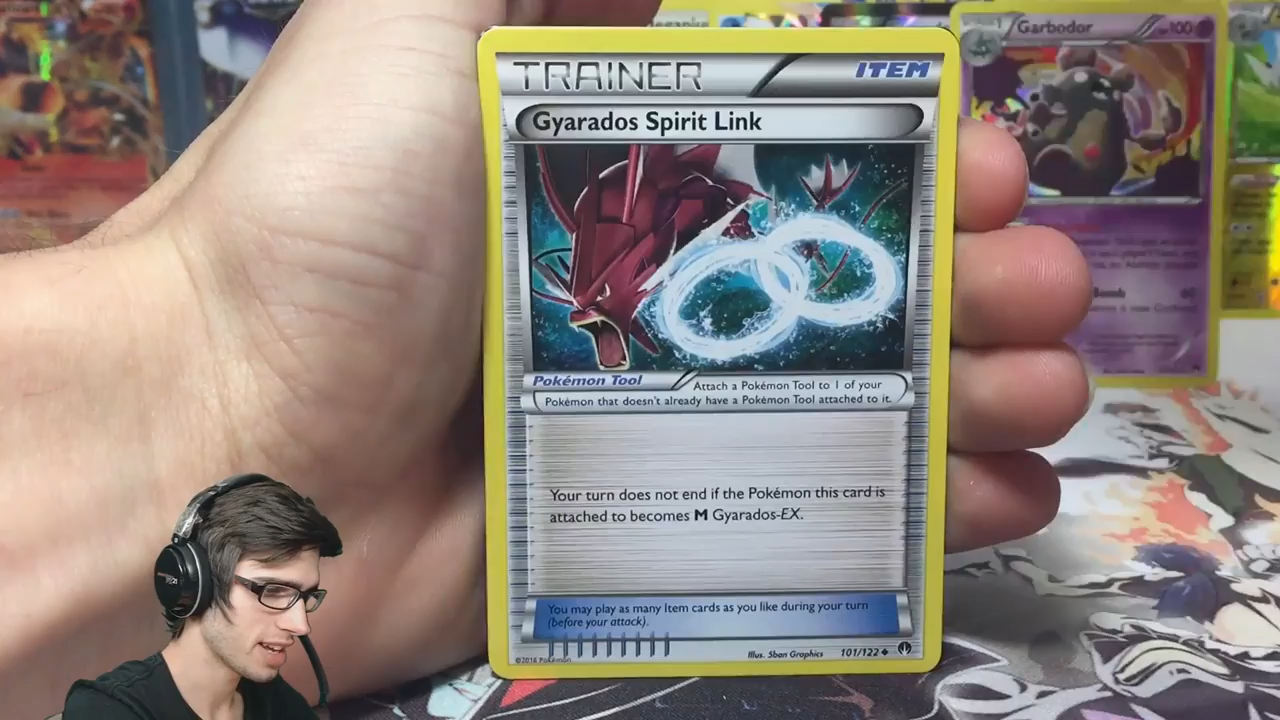 TRAINER
ITEM
Gyarados Spirit Link
Pokémon Tool
Attach a Pokémon Tool to 1 of your
Pokémon that doesn't already have a Pokémon Tool attached to it.
Your turn does not end if the Pokémon this card is
attached to becomes M Gyarados-EX.
You may play as many Item cards as you like during your turn
(before your attack).
©2016 Pokémon
Illus. 5ban Graphics 101/122
Garbodor
100